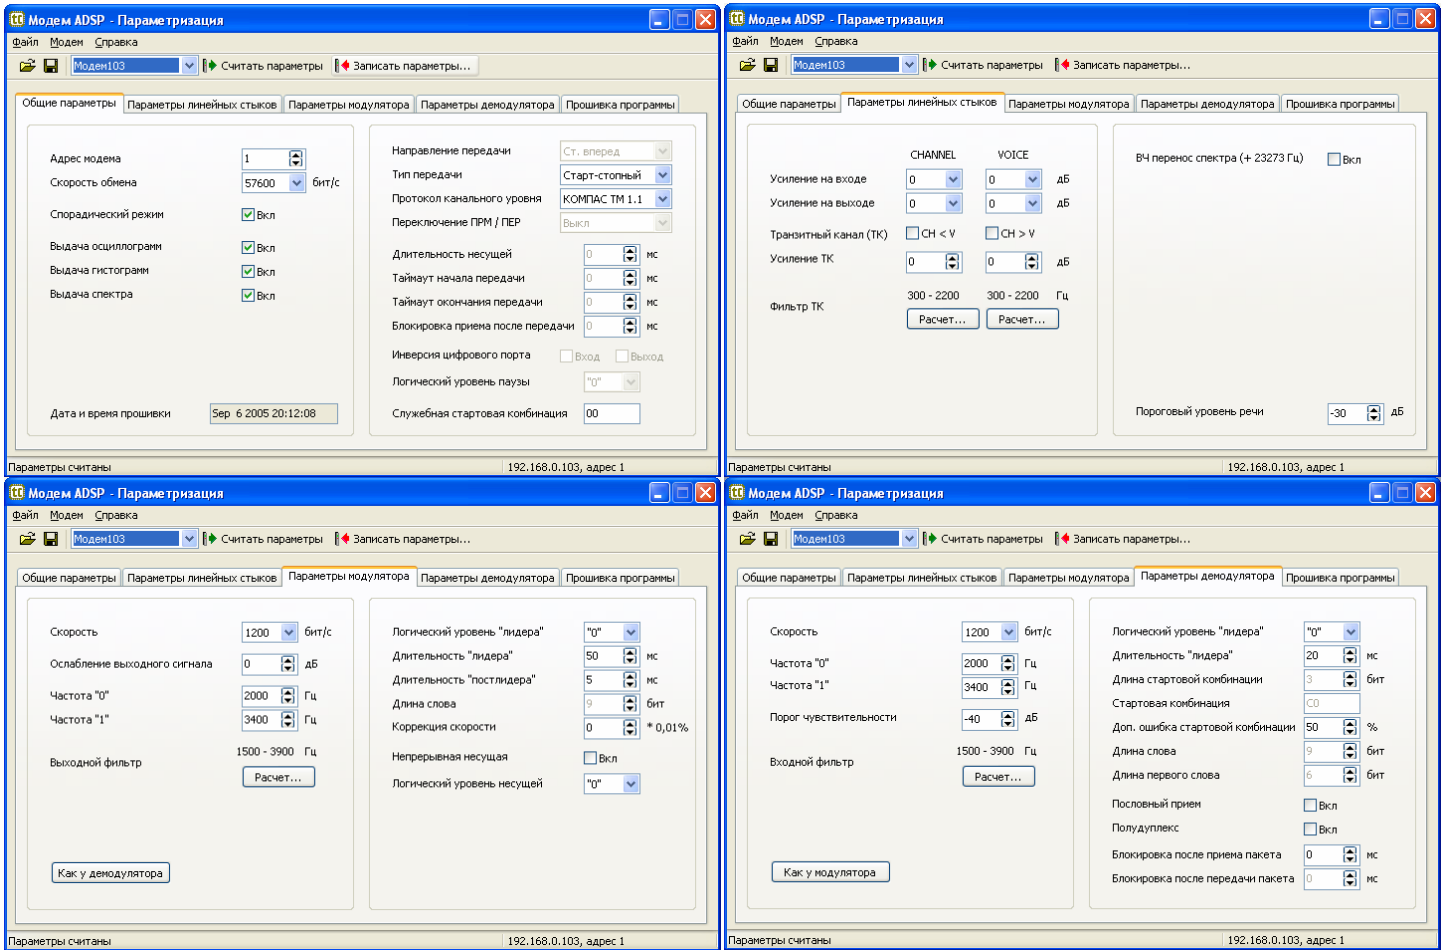 Модем ADSP - Параметризация
Файл Модем Справка
Модем103 Считать параметры Записать параметры...
Общие параметры Параметры линейных стыков Параметры модулятора Параметры демодулятора Прошивка программы
Адрес модема 1
Скорость обмена 57600 бит/с
Спорадический режим Вкл
Выдача осциллограмм Вкл
Выдача гистограмм Вкл
Выдача спектра Вкл
Дата и время прошивки Sep 6 2005 20:12:08
Направление передачи Ст. вперед
Тип передачи Старт-стопный
Протокол канального уровня КОМПАС ТМ 1.1
Переключение ПРМ / ПЕР Выкл
Длительность несущей 0 мс
Таймаут начала передачи 0 мс
Таймаут окончания передачи 0 мс
Блокировка приема после передачи 0 мс
Инверсия цифрового порта Вход Выход
Логический уровень паузы "0"
Служебная стартовая комбинация 00
Параметры считаны 192.168.0.103, адрес 1
Модем ADSP - Параметризация
Файл Модем Справка
Модем103 Считать параметры Записать параметры...
Общие параметры Параметры линейных стыков Параметры модулятора Параметры демодулятора Прошивка программы
CHANNEL VOICE
Усиление на входе 0 0 дБ
Усиление на выходе 0 0 дБ
Транзитный канал (ТК) CH < V CH > V
Усиление ТК 0 0 дБ
300 - 2200 300 - 2200 Гц
Фильтр ТК
Расчет... Расчет...
ВЧ перенос спектра (+ 23273 Гц) Вкл
Пороговый уровень речи -30 дБ
Параметры считаны 192.168.0.103, адрес 1
Модем ADSP - Параметризация
Файл Модем Справка
Модем103 Считать параметры Записать параметры...
Общие параметры Параметры линейных стыков Параметры модулятора Параметры демодулятора Прошивка программы
Скорость 1200 бит/с
Ослабление выходного сигнала 0 дБ
Частота "0" 2000 Гц
Частота "1" 3400 Гц
1500 - 3900 Гц
Выходной фильтр
Расчет...
Как у демодулятора
Логический уровень "лидера" "0"
Длительность "лидера" 50 мс
Длительность "постлидера" 5 мс
Длина слова 9 бит
Коррекция скорости 0 * 0,01%
Непрерывная несущая Вкл
Логический уровень несущей "0"
Параметры считаны 192.168.0.103, адрес 1
Модем ADSP - Параметризация
Файл Модем Справка
Модем103 Считать параметры Записать параметры...
Общие параметры Параметры линейных стыков Параметры модулятора Параметры демодулятора Прошивка программы
Скорость 1200 бит/с
Частота "0" 2000 Гц
Частота "1" 3400 Гц
Порог чувствительности -40 дБ
1500 - 3900 Гц
Входной фильтр
Расчет...
Как у модулятора
Логический уровень "лидера" "0"
Длительность "лидера" 20 мс
Длина стартовой комбинации 3 бит
Стартовая комбинация C0
Доп. ошибка стартовой комбинации 50 %
Длина слова 9 бит
Длина первого слова 6 бит
Пословный прием Вкл
Полудуплекс Вкл
Блокировка после приема пакета 0 мс
Блокировка после передачи пакета 0 мс
Параметры считаны 192.168.0.103, адрес 1